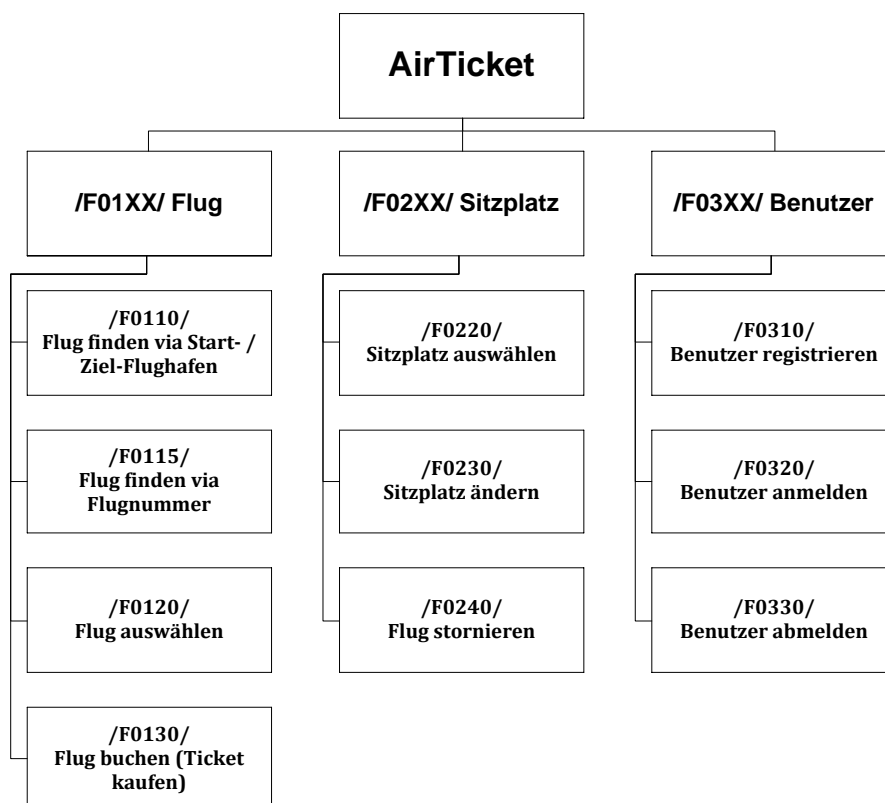 AirTicket
/F01XX/ Flug
/F02XX/ Sitzplatz
/F03XX/ Benutzer
/F0110/
Flug finden via Start- /
Ziel-Flughafen
/F0115/
Flug finden via
Flugnummer
/F0120/
Flug auswählen
/F0130/
Flug buchen (Ticket
kaufen)
/F0220/
Sitzplatz auswählen
/F0230/
Sitzplatz ändern
/F0240/
Flug stornieren
/F0310/
Benutzer registrieren
/F0320/
Benutzer anmelden
/F0330/
Benutzer abmelden